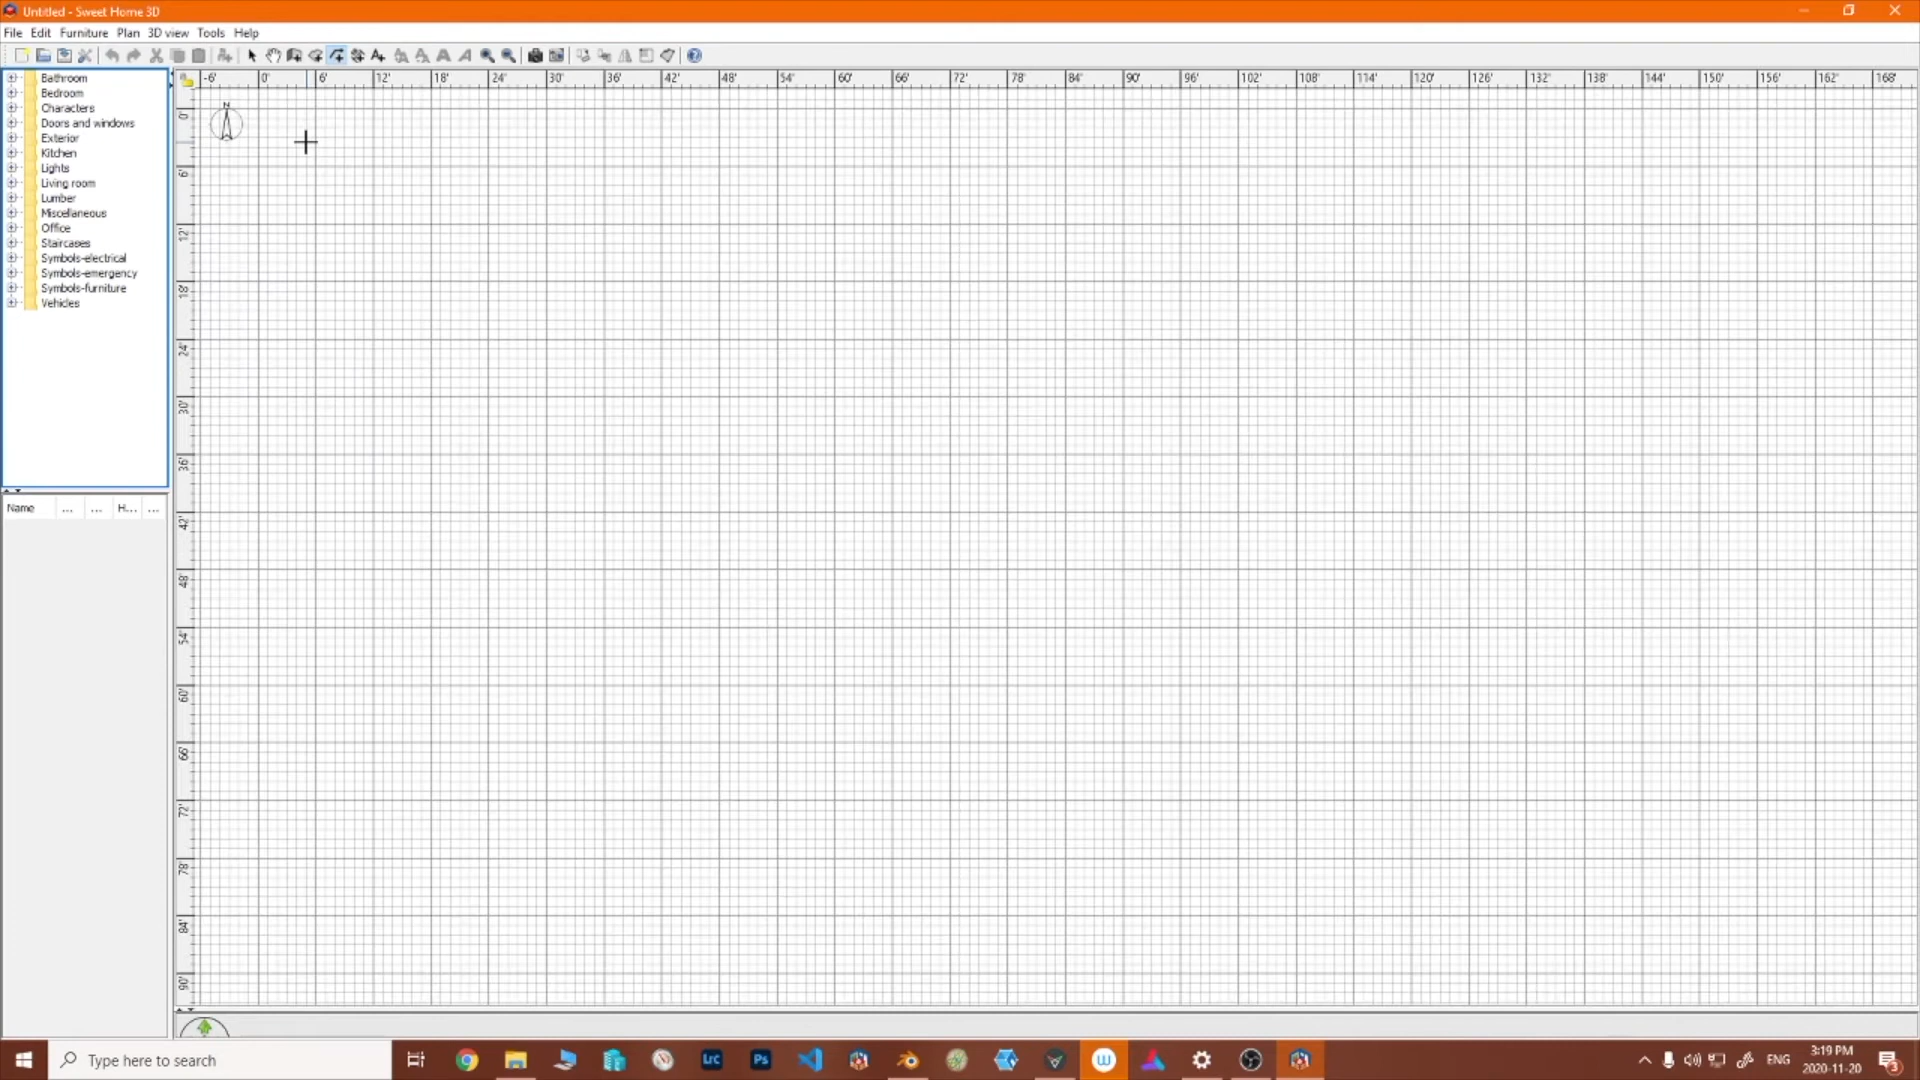 Untitled - Sweet Home 3D
File Edit Furniture Plan 3D view Tools Help
-6' 0' 6' 12' 18' 24' 30' 36' 42' 48' 54' 60' 66' 72' 78' 84' 90' 96' 102' 108' 114' 120' 126' 132' 138' 144' 150' 156' 162' 168'
Bathroom
Bedroom
Characters
Doors and windows
Exterior
Kitchen
Lights
Living room
Lumber
Miscellaneous
Office
Staircases
Symbols-electrical
Symbols-emergency
Symbols-furniture
Vehicles
N
0'
6'
12'
18'
24'
30'
36'
42'
48'
54'
60'
66'
72'
78'
84'
90'
Name ... ... H... ...
Type here to search
Lrc
Ps
W
ENG
3:19 PM
2020-11-20
3